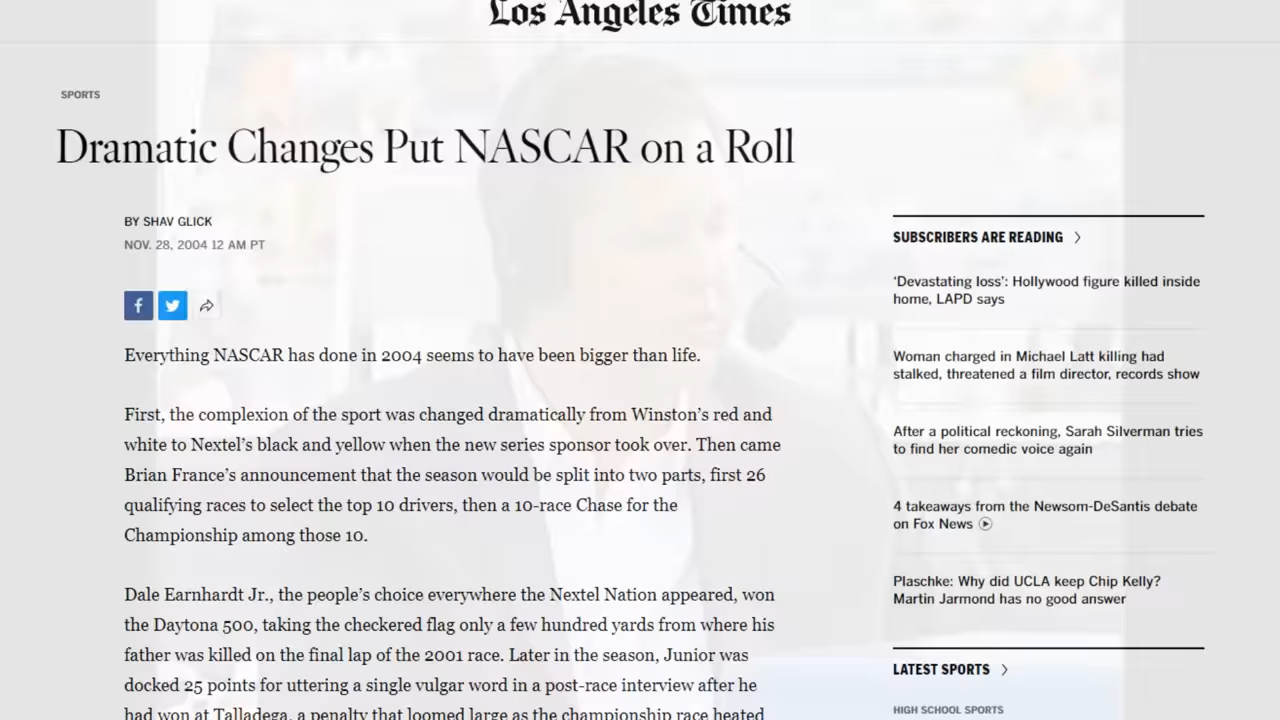 Los Angeles Times
SPORTS
Dramatic Changes Put NASCAR on a Roll
BY SHAV GLICK
NOV. 28, 2004 12 AM PT
Everything NASCAR has done in 2004 seems to have been bigger than life.
First, the complexion of the sport was changed dramatically from Winston’s red and
white to Nextel’s black and yellow when the new series sponsor took over. Then came
Brian France’s announcement that the season would be split into two parts, first 26
qualifying races to select the top 10 drivers, then a 10-race Chase for the
Championship among those 10.
Dale Earnhardt Jr., the people’s choice everywhere the Nextel Nation appeared, won
the Daytona 500, taking the checkered flag only a few hundred yards from where his
father was killed on the final lap of the 2001 race. Later in the season, Junior was
docked 25 points for uttering a single vulgar word in a post-race interview after he
had won at Talladega, a penalty that loomed large as the championship race heated
SUBSCRIBERS ARE READING
‘Devastating loss’: Hollywood figure killed inside
home, LAPD says
Woman charged in Michael Latt killing had
stalked, threatened a film director, records show
After a political reckoning, Sarah Silverman tries
to find her comedic voice again
4 takeaways from the Newsom-DeSantis debate
on Fox News
Plaschke: Why did UCLA keep Chip Kelly?
Martin Jarmond has no good answer
LATEST SPORTS
HIGH SCHOOL SPORTS